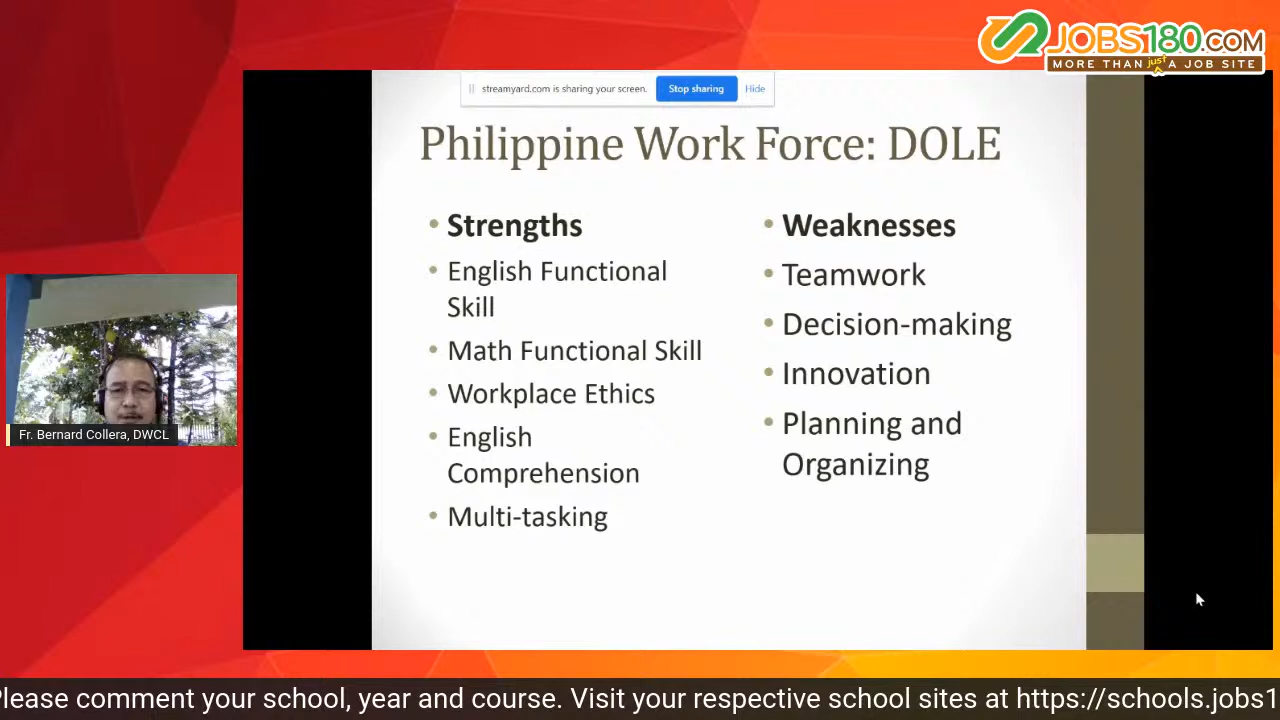 JOBS180.COM
MORE THAN just A JOB SITE
streamyard.com is sharing your screen.
Stop sharing
Hide
Philippine Work Force: DOLE
• Strengths
• English Functional
Skill
• Math Functional Skill
• Workplace Ethics
• English
Comprehension
• Multi-tasking
• Weaknesses
• Teamwork
• Decision-making
• Innovation
• Planning and
Organizing
Fr. Bernard Collera, DWCL
Please comment your school, year and course. Visit your respective school sites at https://schools.jobs1